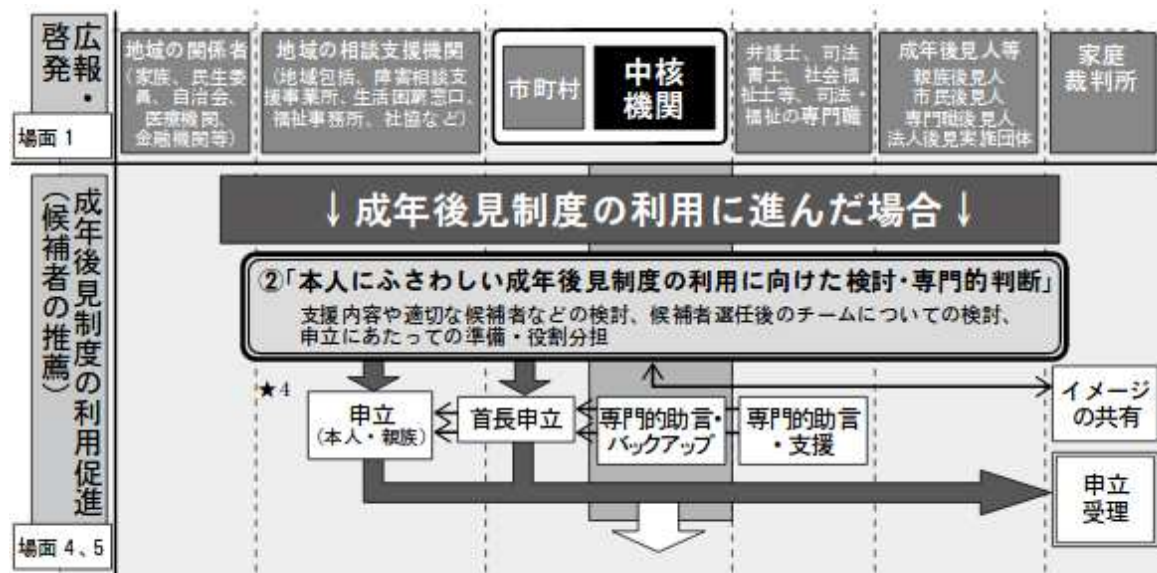 広報・
啓発
場面 1
地域の関係者
(家族、民生委
員、自治会、
医療機関、
金融機関等)
地域の相談支援機関
(地域包括、障害相談支
援事業所、生活困窮窓口、
福祉事務所、社協など)
市町村
中核
機関
弁護士、司法
書士、社会福
祉士等、司法・
福祉の専門職
成年後見人等
親族後見人
市民後見人
専門職後見人
法人後見実施団体
家庭
裁判所
成年後見制度の利用促進
(候補者の推薦)
場面 4、5
↓成年後見制度の利用に進んだ場合↓
②「本人にふさわしい成年後見制度の利用に向けた検討・専門的判断」
支援内容や適切な候補者などの検討、候補者選任後のチームについての検討、
申立にあたっての準備・役割分担
★4
申立
(本人・親族)
首長申立
専門的助言・
バックアップ
専門的助言
・支援
イメージ
の共有
申立
受理